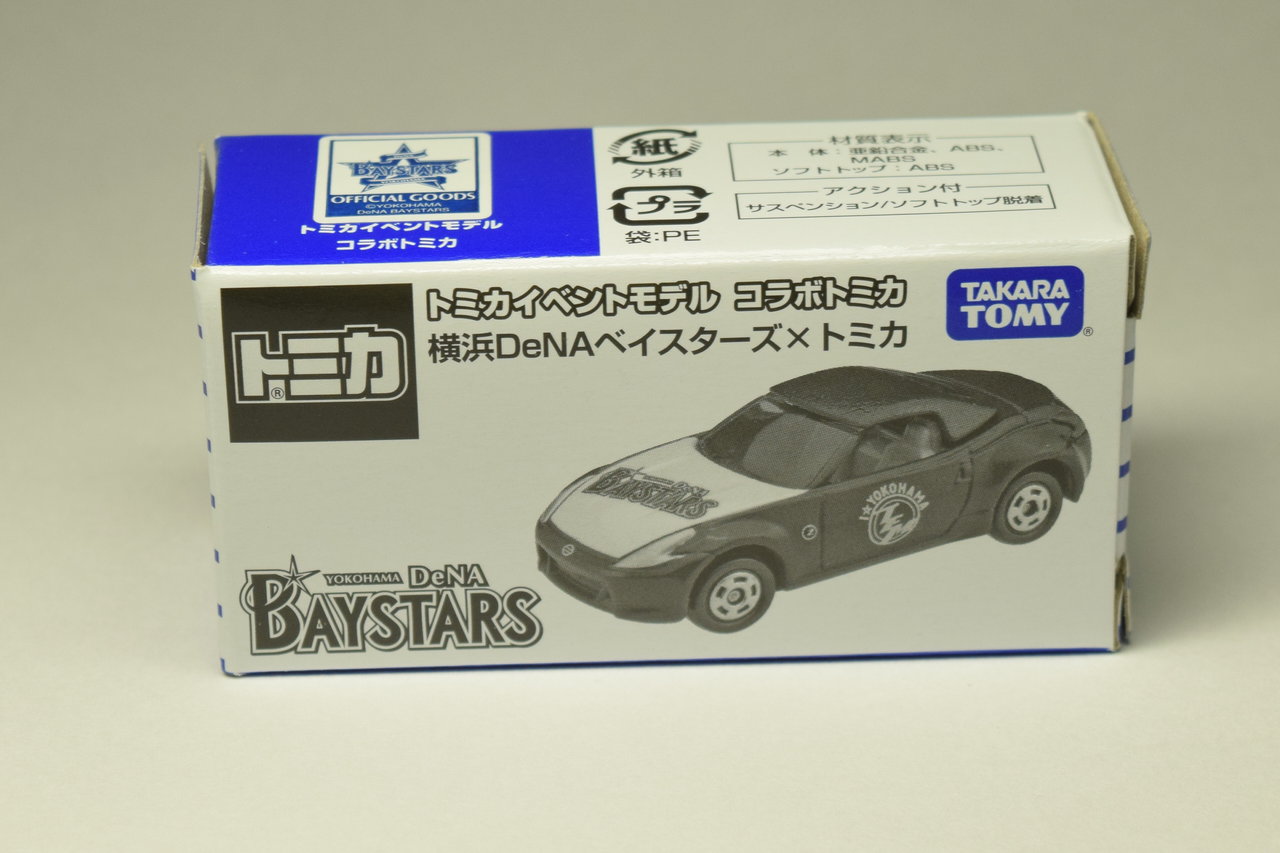 BAYSTARS
YOKOHAMA
OFFICIAL GOODS
©YOKOHAMA
DeNA BAYSTARS
トミカイベントモデル
コラボトミカ
紙
外箱
プラ
袋:PE
材質表示
本 体:亜鉛合金、ABS、
MABS
ソフトトップ:ABS
アクション付
サスペンション/ソフトトップ脱着
トミカ®
トミカイベントモデル コラボトミカ
横浜DeNAベイスターズ×トミカ
TAKARA
TOMY®
BAYSTARS
I★YOKOHAMA
Z
YOKOHAMA DeNA
BAYSTARS